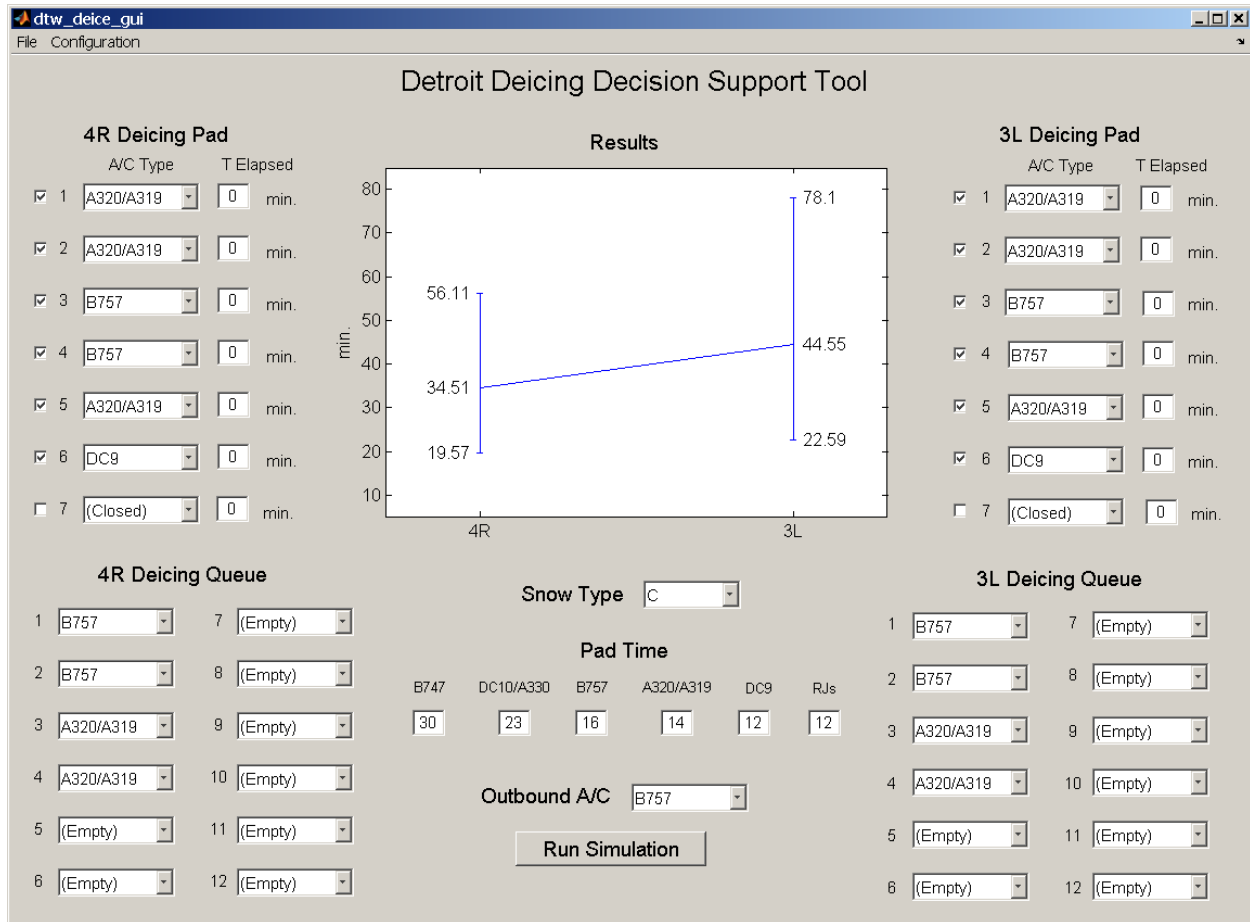 dtw_deice_gui
File Configuration
Detroit Deicing Decision Support Tool
4R Deicing Pad
A/C Type T Elapsed
1 A320/A319 0 min.
2 A320/A319 0 min.
3 B757 0 min.
4 B757 0 min.
5 A320/A319 0 min.
6 DC9 0 min.
7 (Closed) 0 min.
Results
80
70
60
50
40
30
20
10
min.
56.11
34.51
19.57
78.1
44.55
22.59
4R 3L
3L Deicing Pad
A/C Type T Elapsed
1 A320/A319 0 min.
2 A320/A319 0 min.
3 B757 0 min.
4 B757 0 min.
5 A320/A319 0 min.
6 DC9 0 min.
7 (Closed) 0 min.
4R Deicing Queue
1 B757 7 (Empty)
2 B757 8 (Empty)
3 A320/A319 9 (Empty)
4 A320/A319 10 (Empty)
5 (Empty) 11 (Empty)
6 (Empty) 12 (Empty)
Snow Type C
Pad Time
B747 DC10/A330 B757 A320/A319 DC9 RJs
30 23 16 14 12 12
Outbound A/C B757
Run Simulation
3L Deicing Queue
1 B757 7 (Empty)
2 B757 8 (Empty)
3 A320/A319 9 (Empty)
4 A320/A319 10 (Empty)
5 (Empty) 11 (Empty)
6 (Empty) 12 (Empty)